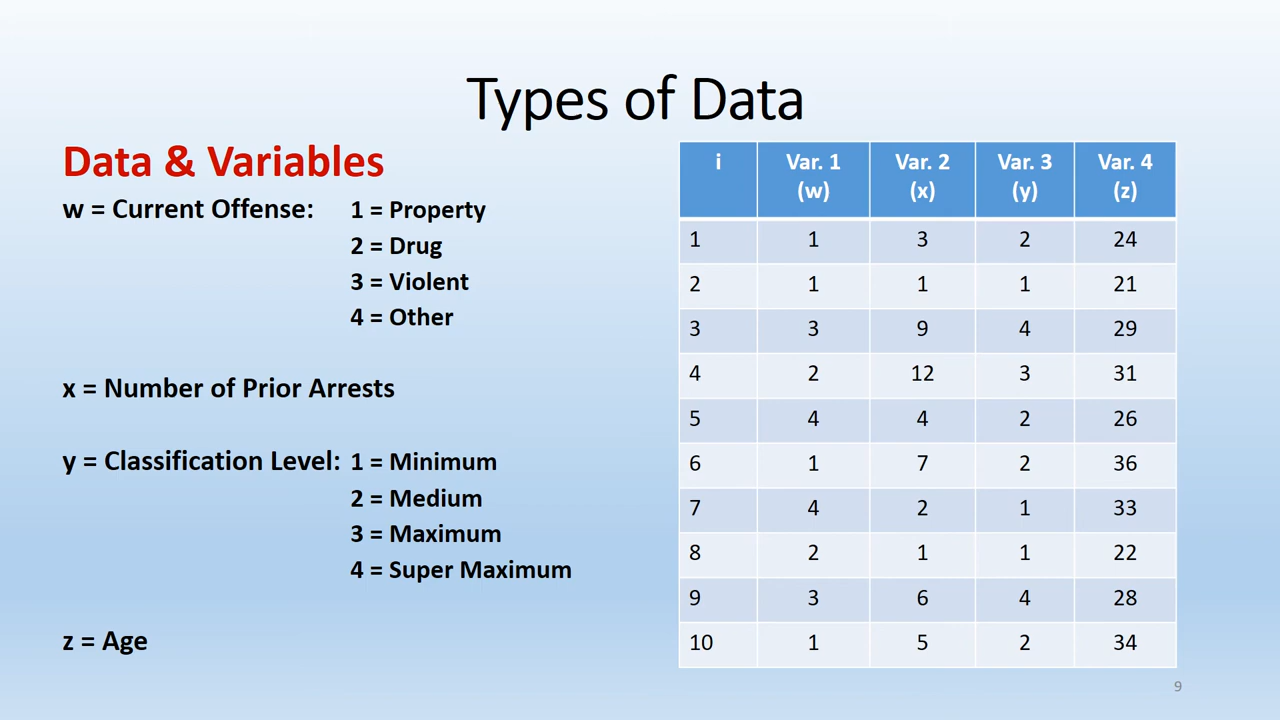 Types of Data
Data & Variables
w = Current Offense: 1 = Property
2 = Drug
3 = Violent
4 = Other
x = Number of Prior Arrests
y = Classification Level: 1 = Minimum
2 = Medium
3 = Maximum
4 = Super Maximum
z = Age
i Var. 1 Var. 2 Var. 3 Var. 4
(w) (x) (y) (z)
1 1 3 2 24
2 1 1 1 21
3 3 9 4 29
4 2 12 3 31
5 4 4 2 26
6 1 7 2 36
7 4 2 1 33
8 2 1 1 22
9 3 6 4 28
10 1 5 2 34
9